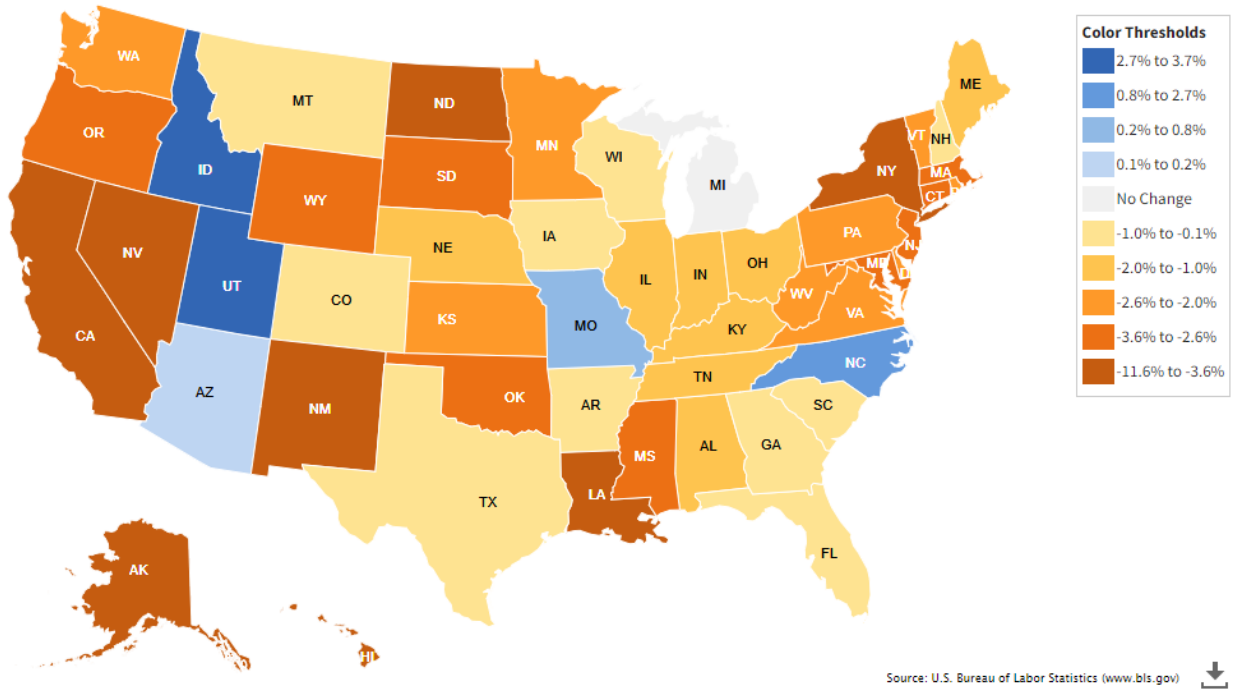 WA
OR
CA
NV
ID
MT
WY
UT
CO
AZ
NM
ND
SD
NE
KS
OK
TX
MN
IA
MO
AR
LA
WI
IL
MI
IN
OH
KY
TN
MS
AL
GA
FL
SC
NC
VA
WV
PA
NY
VT
NH
ME
MA
CT
NJ
AK
HI
Color Thresholds
2.7% to 3.7%
0.8% to 2.7%
0.2% to 0.8%
0.1% to 0.2%
No Change
-1.0% to -0.1%
-2.0% to -1.0%
-2.6% to -2.0%
-3.6% to -2.6%
-11.6% to -3.6%
Source: U.S. Bureau of Labor Statistics (www.bls.gov)